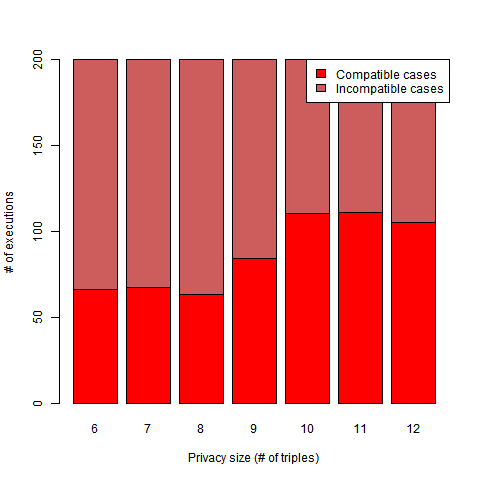 Compatible cases
Incompatible cases
200
150
100
50
0
# of executions
6 7 8 9 10 11 12
Privacy size (# of triples)